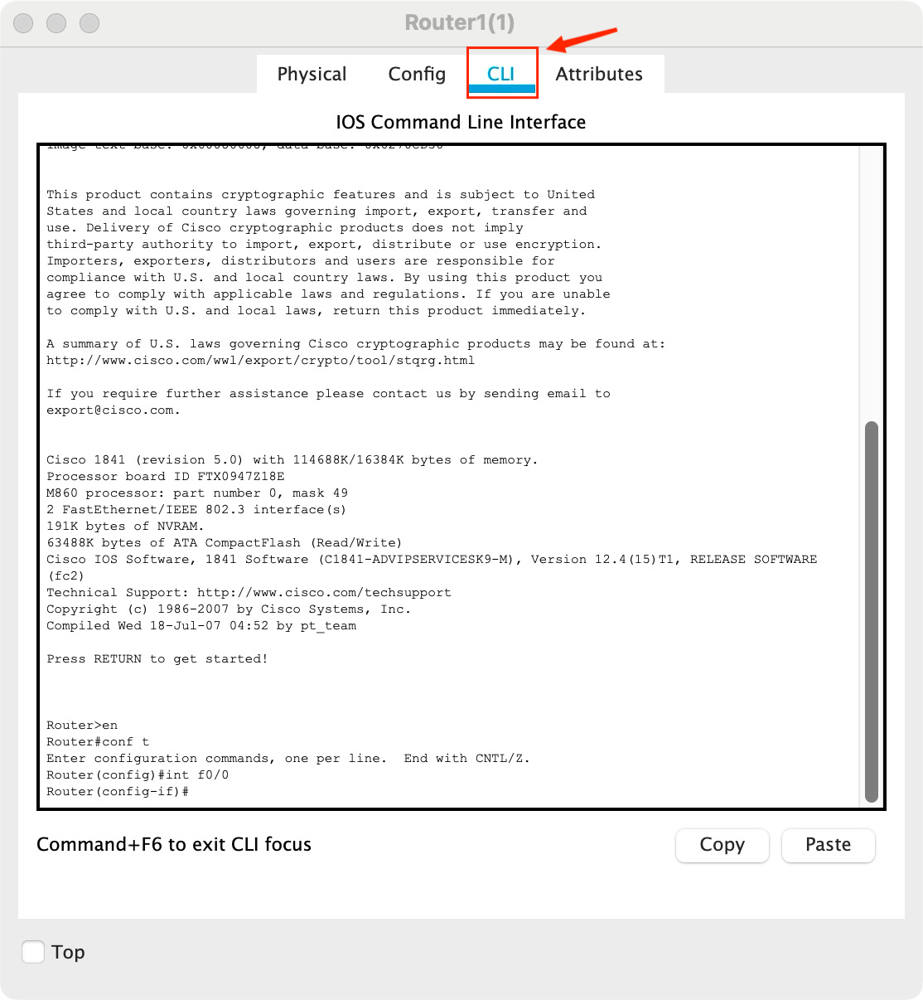 Router1(1)
Physical Config CLI Attributes
IOS Command Line Interface
This product contains cryptographic features and is subject to United
States and local country laws governing import, export, transfer and
use. Delivery of Cisco cryptographic products does not imply
third-party authority to import, export, distribute or use encryption.
Importers, exporters, distributors and users are responsible for
compliance with U.S. and local country laws. By using this product you
agree to comply with applicable laws and regulations. If you are unable
to comply with U.S. and local laws, return this product immediately.
A summary of U.S. laws governing Cisco cryptographic products may be found at:
http://www.cisco.com/wwl/export/crypto/tool/stqrg.html
If you require further assistance please contact us by sending email to
export@cisco.com.
Cisco 1841 (revision 5.0) with 114688K/16384K bytes of memory.
Processor board ID FTX0947Z18E
M860 processor: part number 0, mask 49
2 FastEthernet/IEEE 802.3 interface(s)
191K bytes of NVRAM.
63488K bytes of ATA CompactFlash (Read/Write)
Cisco IOS Software, 1841 Software (C1841-ADVIPSERVICESK9-M), Version 12.4(15)T1, RELEASE SOFTWARE
(fc2)
Technical Support: http://www.cisco.com/techsupport
Copyright (c) 1986-2007 by Cisco Systems, Inc.
Compiled Wed 18-Jul-07 04:52 by pt_team
Press RETURN to get started!
Router>en
Router#conf t
Enter configuration commands, one per line.  End with CNTL/Z.
Router(config)#int f0/0
Router(config-if)#
Command+F6 to exit CLI focus
Copy Paste
Top